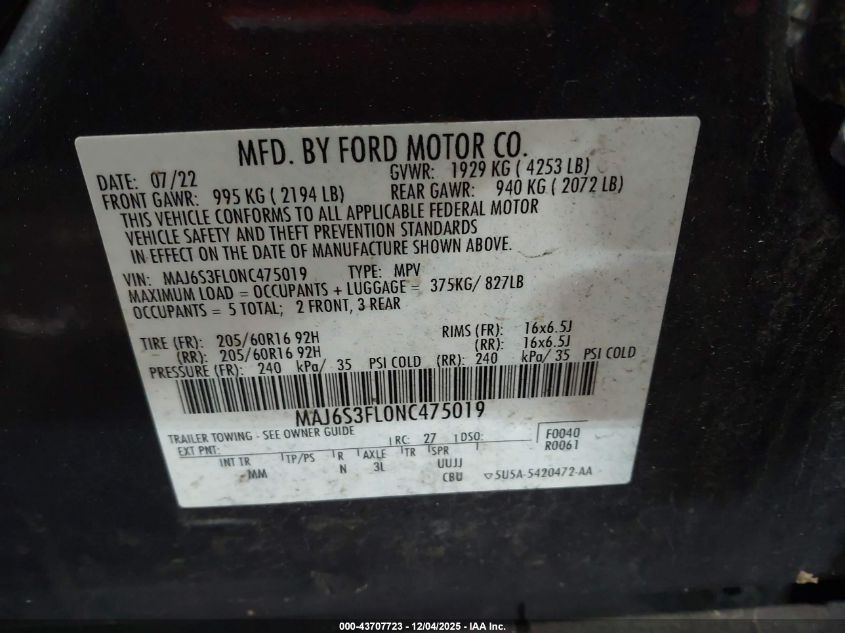 MFD. BY FORD MOTOR CO.
DATE: 07/22 GVWR: 1929 KG ( 4253 LB)
FRONT GAWR: 995 KG ( 2194 LB) REAR GAWR: 940 KG ( 2072 LB)
THIS VEHICLE CONFORMS TO ALL APPLICABLE FEDERAL MOTOR
VEHICLE SAFETY AND THEFT PREVENTION STANDARDS
IN EFFECT ON THE DATE OF MANUFACTURE SHOWN ABOVE.
VIN: MAJ6S3FL0NC475019 TYPE: MPV
MAXIMUM LOAD = OCCUPANTS + LUGGAGE = 375KG/ 827LB
OCCUPANTS = 5 TOTAL; 2 FRONT, 3 REAR
TIRE (FR): 205/60R16 92H RIMS (FR): 16x6.5J
(RR): 205/60R16 92H (RR): 16x6.5J
PRESSURE (FR): 240 kPa/ 35 PSI COLD (RR): 240 kPa/ 35 PSI COLD
MAJ6S3FL0NC475019
TRAILER TOWING - SEE OWNER GUIDE
EXT PNT: RC: 27 DSO: F0040
R0061
INT TR TP/PS R AXLE TR SPR
MM N 3L UUJJ
CBU ▽5U5A-5420472-AA
000-43707723 - 12/04/2025 - IAA Inc.